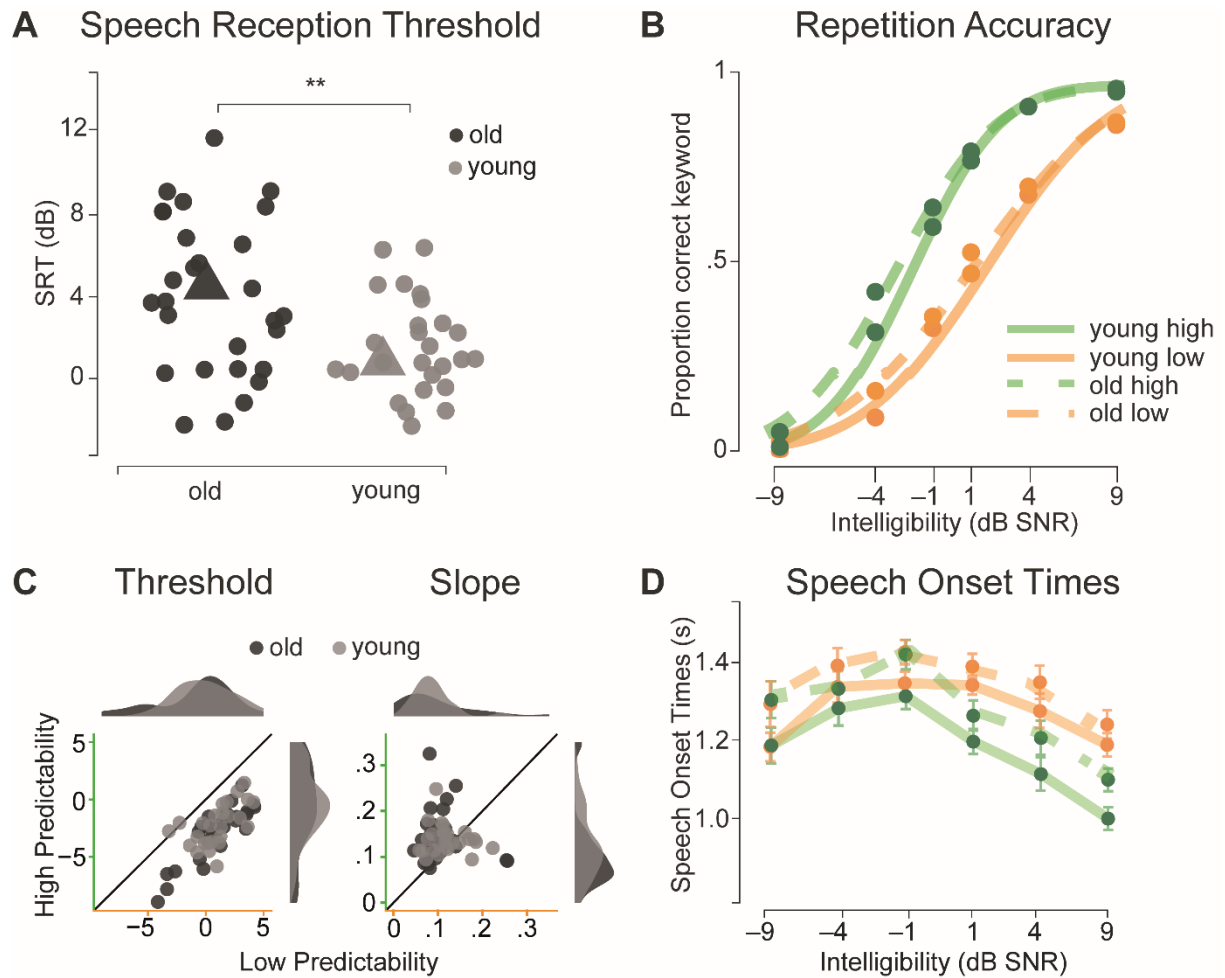 A Speech Reception Threshold
**
old
young
12
8
4
0
SRT (dB)
old young
B Repetition Accuracy
1
.5
0
Proportion correct keyword
young high
young low
old high
old low
–9 –4 –1 1 4 9
Intelligibility (dB SNR)
C Threshold Slope
old young
High Predictability
5
0
−5
−5 0 5
.3
.2
.1
0
0 .1 .2 .3
Low Predictability
D Speech Onset Times
Speech Onset Times (s)
1.4
1.2
1.0
–9 –4 –1 1 4 9
Intelligibility (dB SNR)